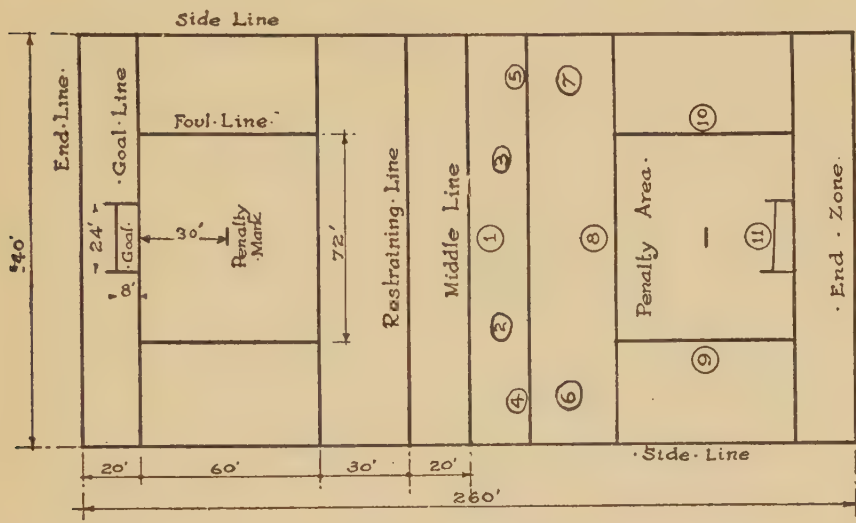 Side Line
End·Line·
·Goal·Line
Foul·Line·
Restraining·Line
Middle Line
5
7
10
3
24'
·Goal·
30'
Penalty
·Mark
72'
1
8
Penalty Area·
11
·End·Zone·
40'
8'
2
4
6
9
·Side·Line
20'
60'
30'
20'
260'